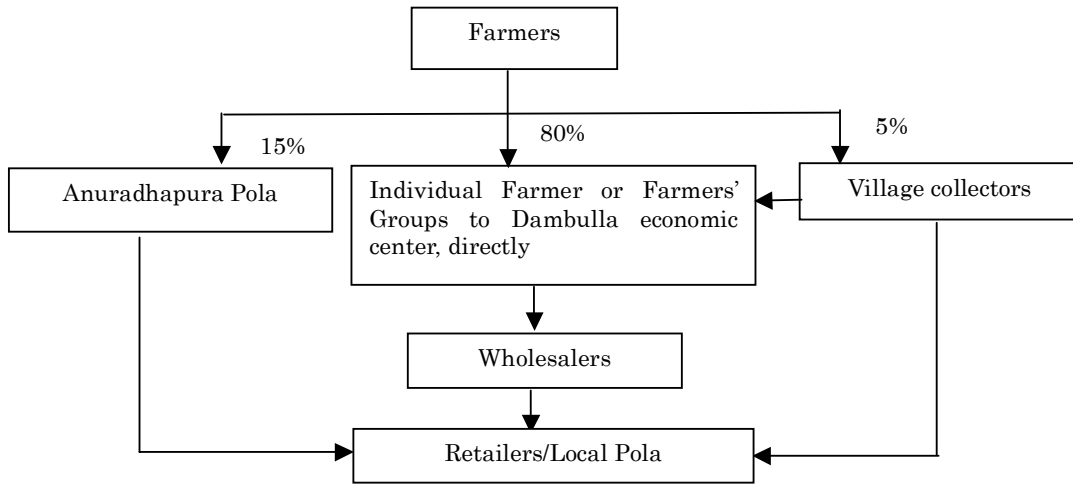 Farmers
15%
80%
5%
Anuradhapura Pola
Individual Farmer or Farmers’
Groups to Dambulla economic
center, directly
Village collectors
Wholesalers
Retailers/Local Pola